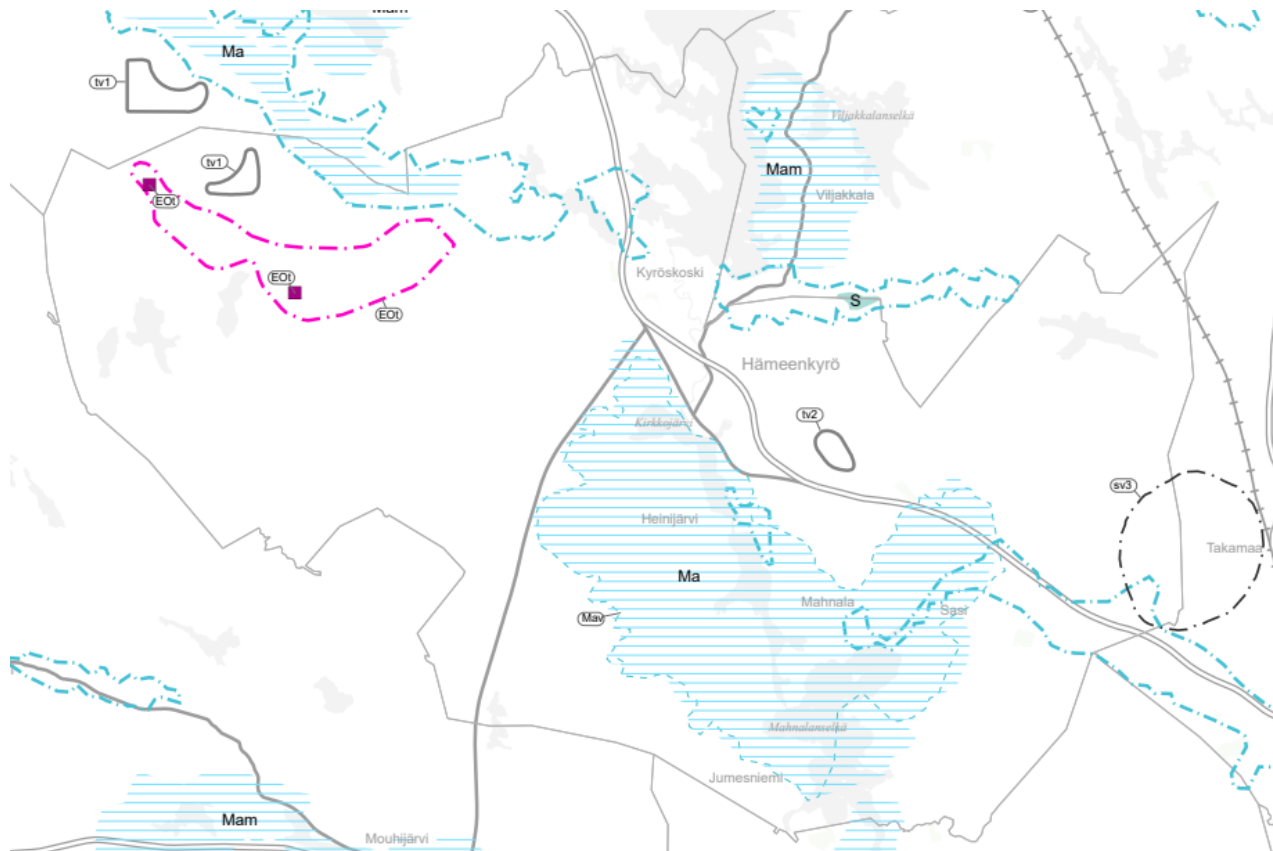 Mam
Ma
tv1
Viljakkalanselkä
tv1
Mam
EOt
Viljakkala
Kyröskoski
EOt
S
EOt
Hämeenkyrö
tv2
Kirkkojärvi
sv3
Heinijärvi
Takamaa
Ma
Mahnala
Sasi
Mav
Mahnalanselkä
Jumesniemi
Mam
Mouhijärvi